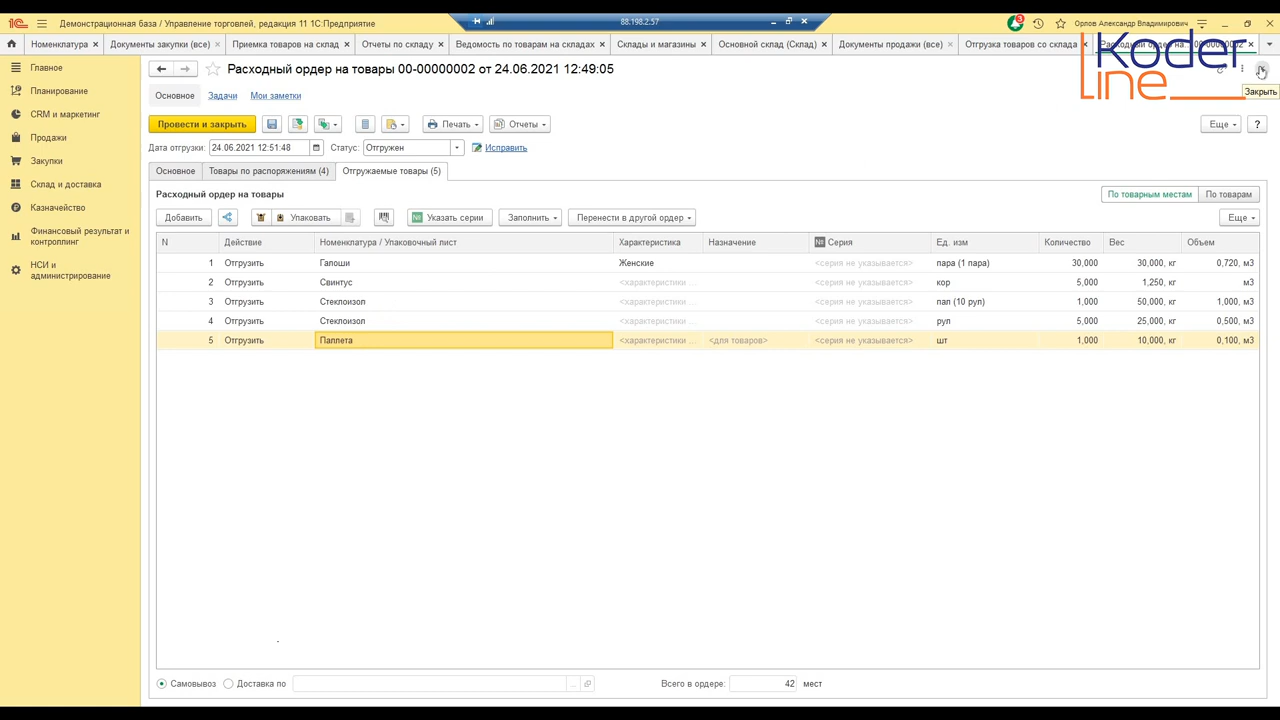 Демонстрационная база / Управление торговлей, редакция 11 1С:Предприятие
88.198.2.57
3
Орлов Александр Владимирович
Номенклатура
Документы закупки (все)
Приемка товаров на склад
Отчеты по складу
Ведомость по товарам на складах
Склады и магазины
Основной склад (Склад)
Документы продажи (все)
Отгрузка товаров со склада
Koder
line
Главное
Планирование
CRM и маркетинг
Продажи
Закупки
Склад и доставка
Казначейство
Финансовый результат и
контроллинг
НСИ и
администрирование
Расходный ордер на товары 00-00000002 от 24.06.2021 12:49:05
Закрыть
Основное Задачи Мои заметки
Провести и закрыть Печать Отчеты Еще ?
Дата отгрузки: 24.06.2021 12:51:48 Статус: Отгружен Исправить
Основное Товары по распоряжениям (4) Отгружаемые товары (5)
Расходный ордер на товары По товарным местам По товарам
Добавить Упаковать Указать серии Заполнить Перенести в другой ордер Еще
N Действие Номенклатура / Упаковочный лист Характеристика Назначение № Серия Ед. изм Количество Вес Объем
1 Отгрузить Галоши Женские <серия не указывается> пара (1 пара) 30,000 30,000, кг 0,720, м3
2 Отгрузить Свинтус <характеристики ... <серия не указывается> кор 5,000 1,250, кг м3
3 Отгрузить Стеклоизол <характеристики ... <серия не указывается> пал (10 рул) 1,000 50,000, кг 1,000, м3
4 Отгрузить Стеклоизол <характеристики ... <серия не указывается> рул 5,000 25,000, кг 0,500, м3
5 Отгрузить Паллета <характеристики ... <для товаров> <серия не указывается> шт 1,000 10,000, кг 0,100, м3
Самовывоз Доставка по ... Всего в ордере: 42 мест